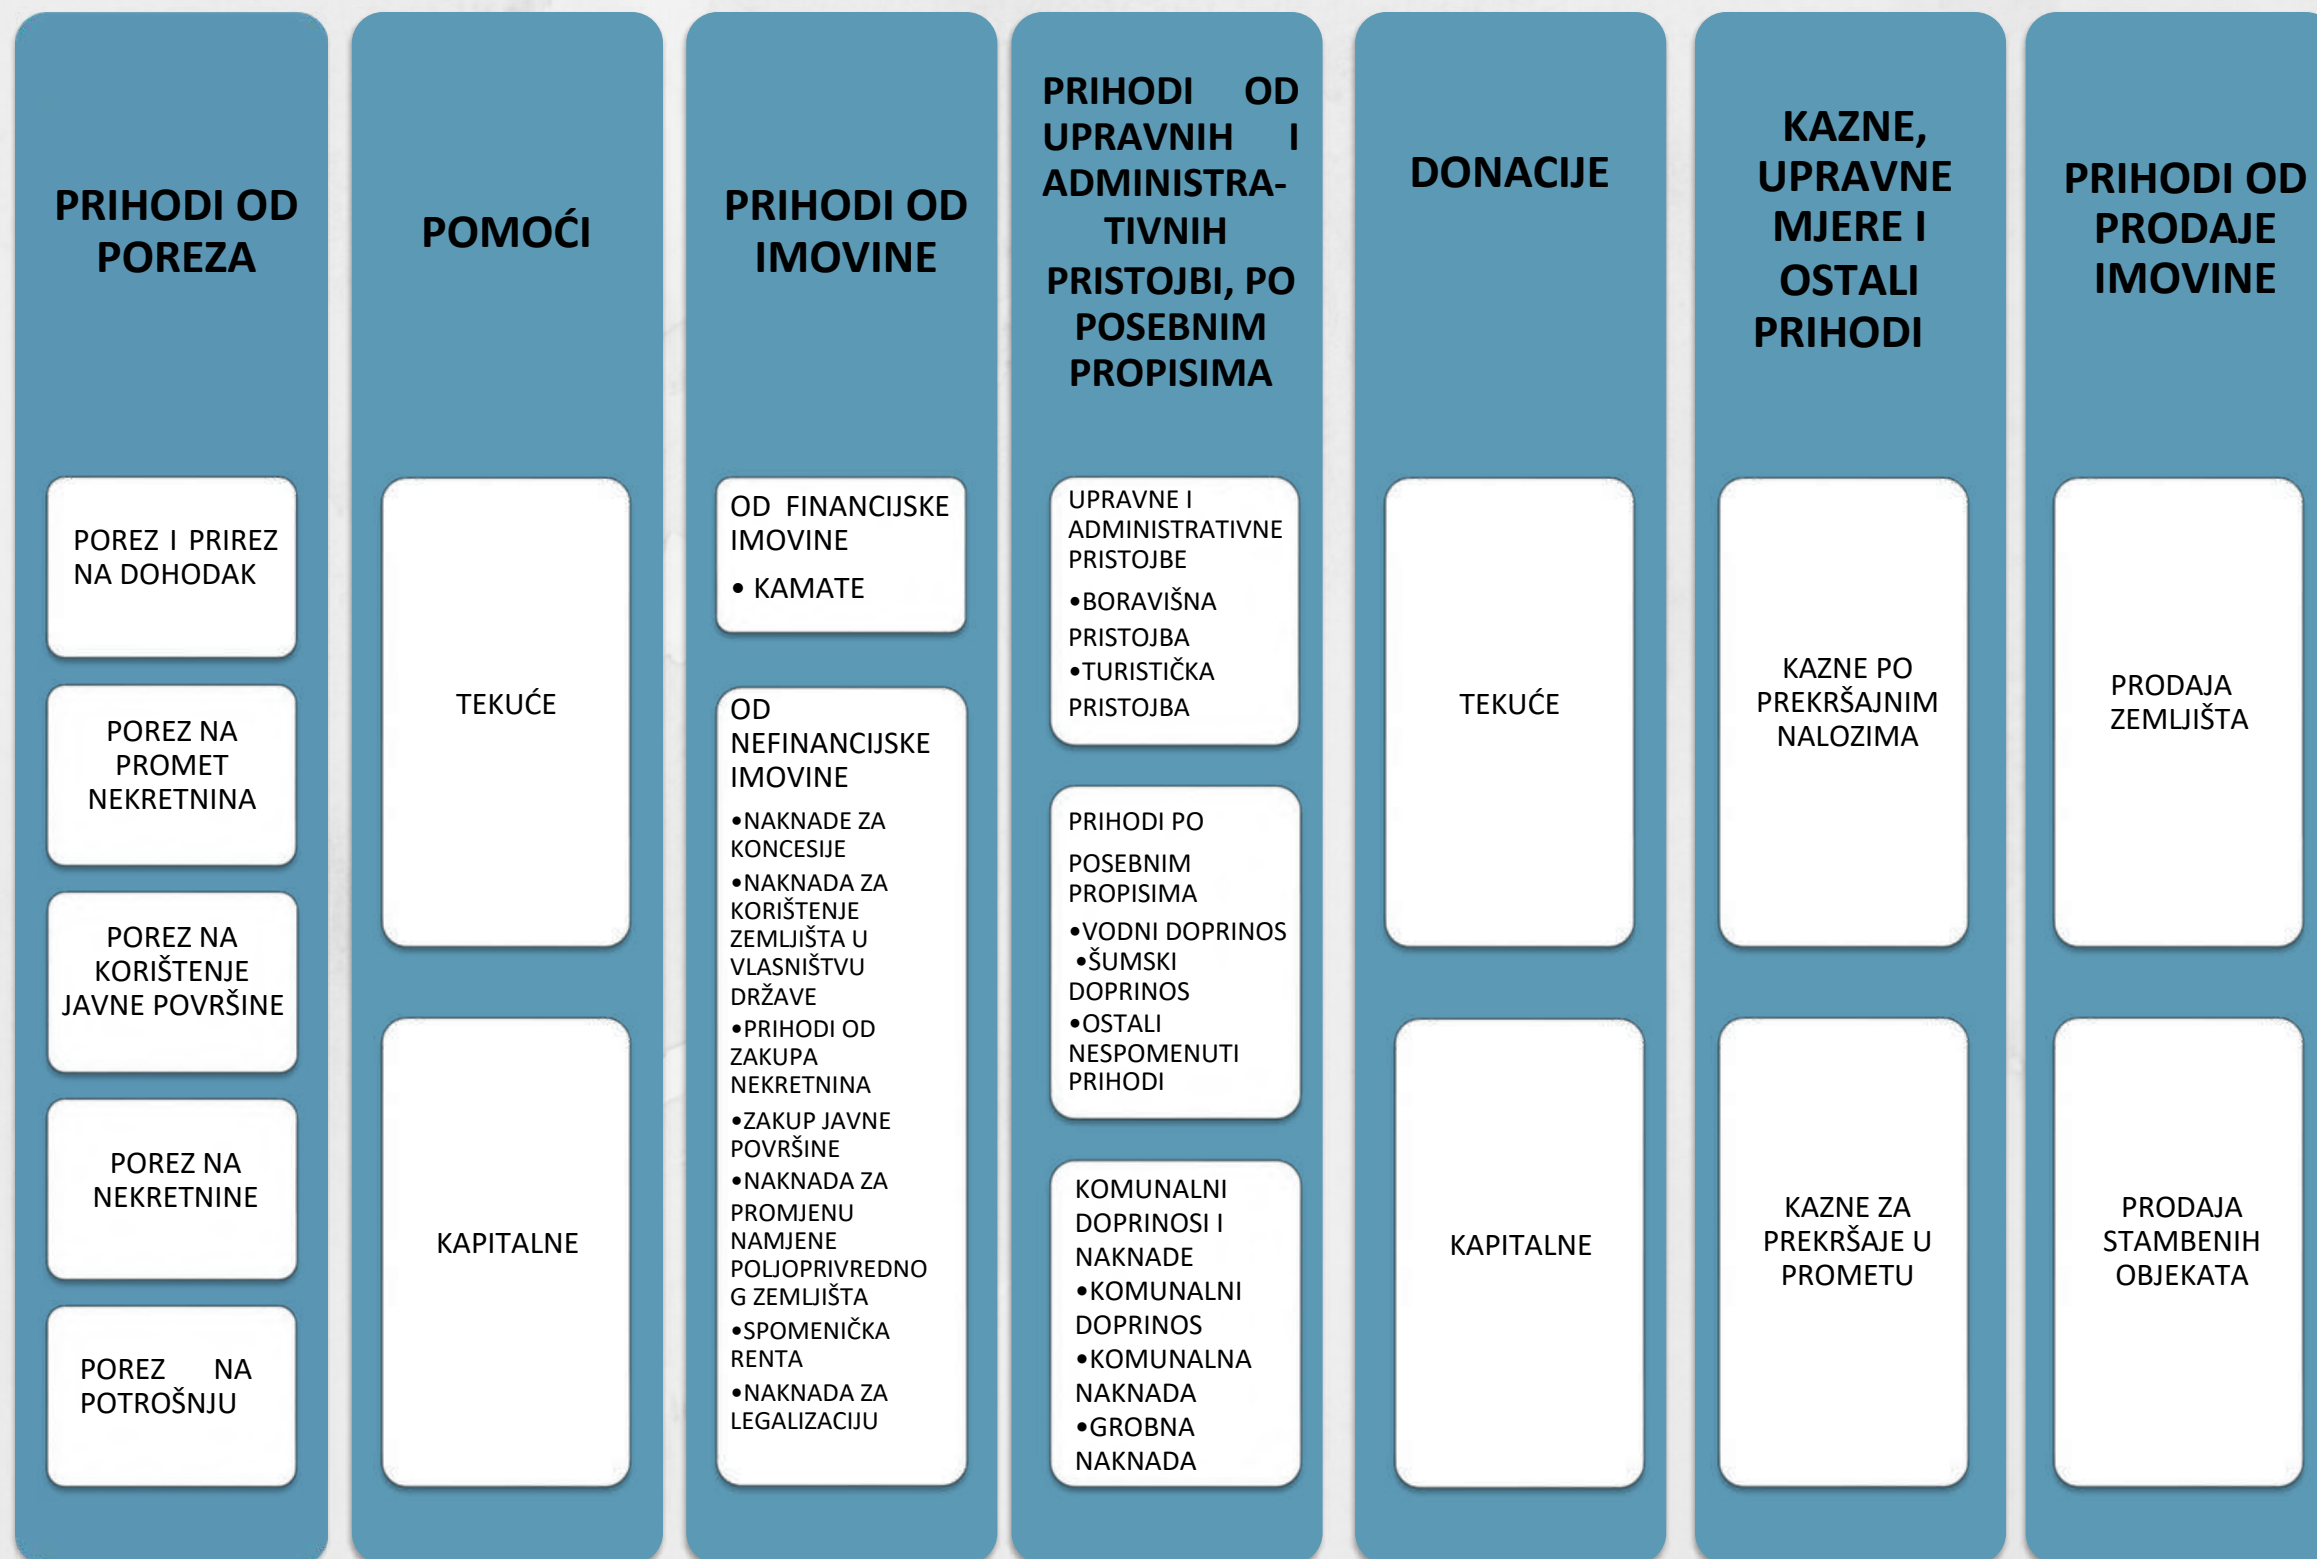 PRIHODI OD
POREZA
POREZ I PRIREZ
NA DOHODAK
POREZ NA
PROMET
NEKRETNINA
POREZ NA
KORIŠTENJE
JAVNE POVRŠINE
POREZ NA
NEKRETNINE
POREZ NA
POTROŠNJU
POMOĆI
TEKUĆE
KAPITALNE
PRIHODI OD
IMOVINE
OD FINANCIJSKE
IMOVINE
• KAMATE
OD
NEFINANCIJSKE
IMOVINE
•NAKNADE ZA
KONCESIJE
•NAKNADA ZA
KORIŠTENJE
ZEMLJIŠTA U
VLASNIŠTVU
DRŽAVE
•PRIHODI OD
ZAKUPA
NEKRETNINA
•ZAKUP JAVNE
POVRŠINE
•NAKNADA ZA
PROMJENU
NAMJENE
POLJOPRIVREDNO
G ZEMLJIŠTA
•SPOMENIČKA
RENTA
•NAKNADA ZA
LEGALIZACIJU
PRIHODI OD
UPRAVNIH I
ADMINISTRA-
TIVNIH
PRISTOJBI, PO
POSEBNIM
PROPISIMA
UPRAVNE I
ADMINISTRATIVNE
PRISTOJBE
•BORAVIŠNA
PRISTOJBA
•TURISTIČKA
PRISTOJBA
PRIHODI PO
POSEBNIM
PROPISIMA
•VODNI DOPRINOS
•ŠUMSKI
DOPRINOS
•OSTALI
NESPOMENUTI
PRIHODI
KOMUNALNI
DOPRINOSI I
NAKNADE
•KOMUNALNI
DOPRINOS
•KOMUNALNA
NAKNADA
•GROBNA
NAKNADA
DONACIJE
TEKUĆE
KAPITALNE
KAZNE,
UPRAVNE
MJERE I
OSTALI
PRIHODI
KAZNE PO
PREKRŠAJNIM
NALOZIMA
KAZNE ZA
PREKRŠAJE U
PROMETU
PRIHODI OD
PRODAJE
IMOVINE
PRODAJA
ZEMLJIŠTA
PRODAJA
STAMBENIH
OBJEKATA